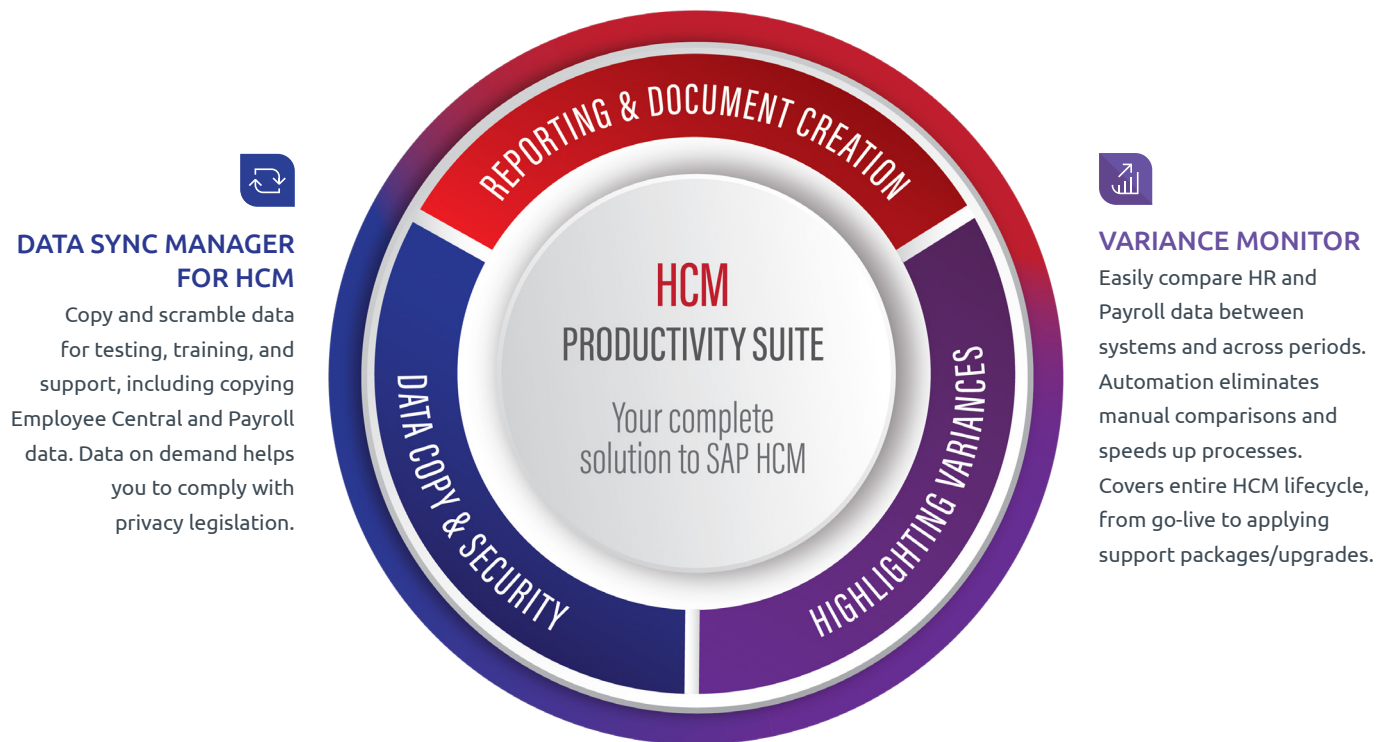 REPORTING & DOCUMENT CREATION
DATA SYNC MANAGER
FOR HCM
Copy and scramble data
for testing, training, and
support, including copying
Employee Central and Payroll
data. Data on demand helps
you to comply with
privacy legislation.
DATA COPY & SECURITY
HCM
PRODUCTIVITY SUITE
Your complete
solution to SAP HCM
HIGHLIGHTING VARIANCES
VARIANCE MONITOR
Easily compare HR and
Payroll data between
systems and across periods.
Automation eliminates
manual comparisons and
speeds up processes.
Covers entire HCM lifecycle,
from go-live to applying
support packages/upgrades.